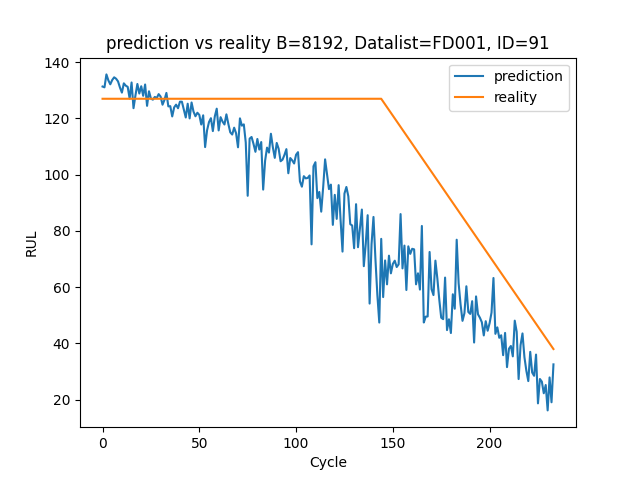 prediction vs reality B=8192, Datalist=FD001, ID=91
prediction
reality
140
120
100
80
60
40
20
RUL
0
50
100
150
200
Cycle